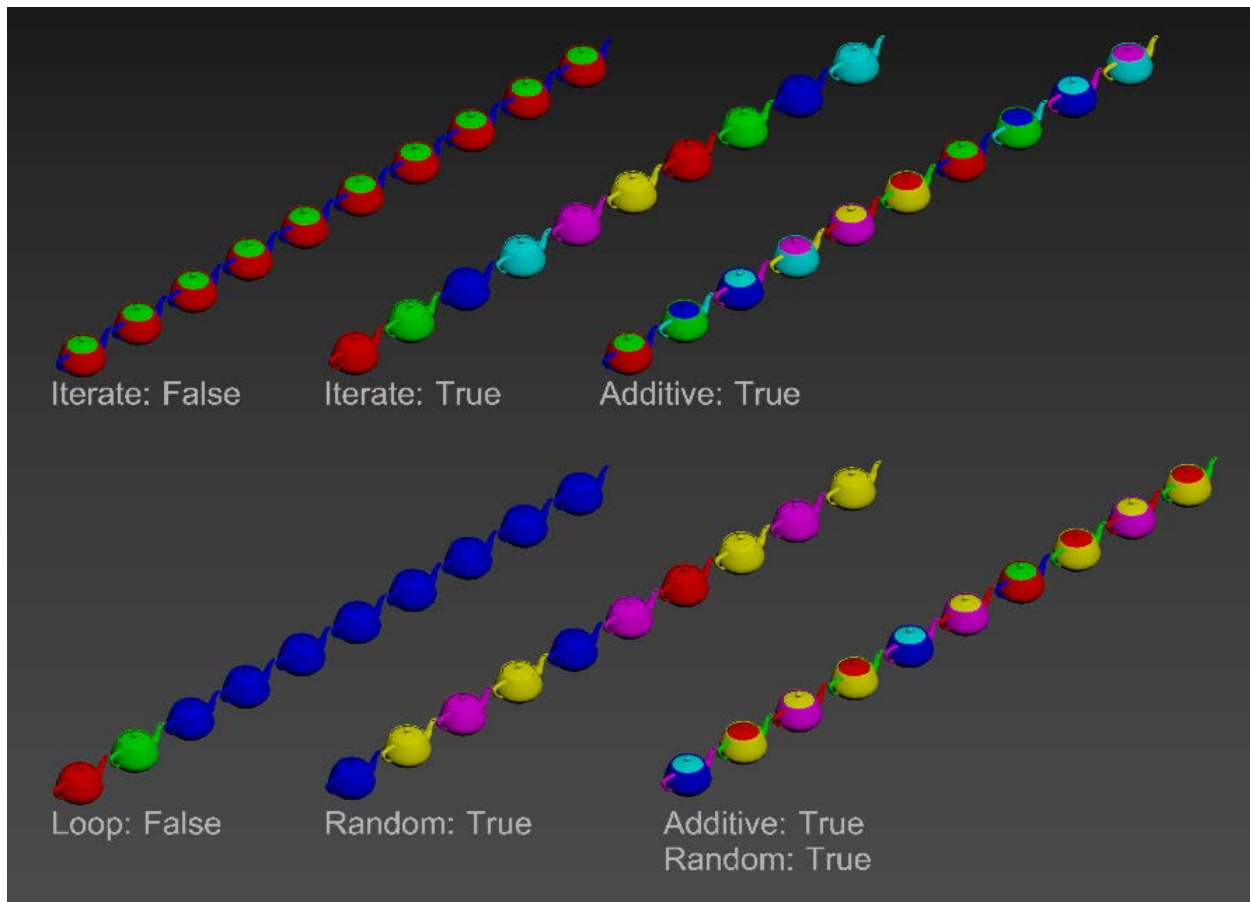 Iterate: False
Iterate: True
Additive: True
Loop: False
Random: True
Additive: True
Random: True